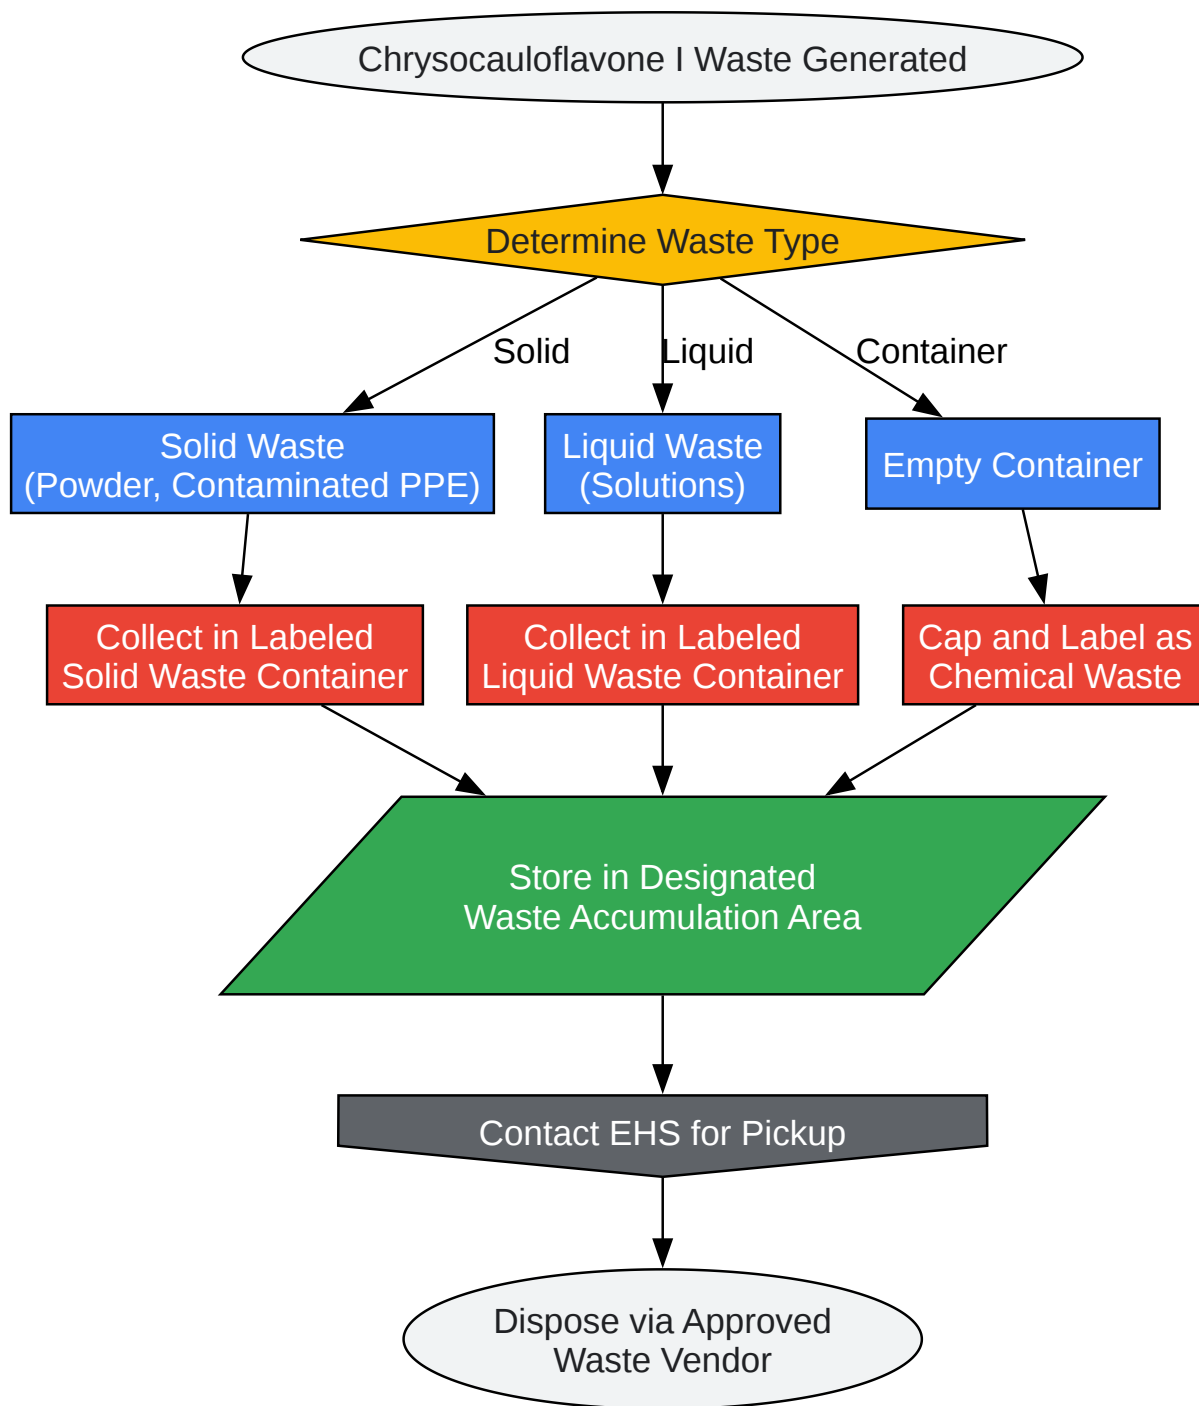 Chrysocauloflavone I Waste Generated
Determine Waste Type
Solid
Liquid
Container
Solid Waste
(Powder, Contaminated PPE)
Liquid Waste
(Solutions)
Empty Container
Collect in Labeled
Solid Waste Container
Collect in Labeled
Liquid Waste Container
Cap and Label as
Chemical Waste
Store in Designated
Waste Accumulation Area
Contact EHS for Pickup
Dispose via Approved
Waste Vendor